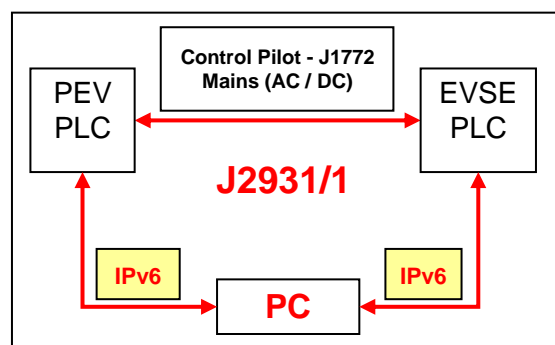 Control Pilot - J1772
Mains (AC / DC)
PEV
PLC
EVSE
PLC
J2931/1
IPv6
IPv6
PC